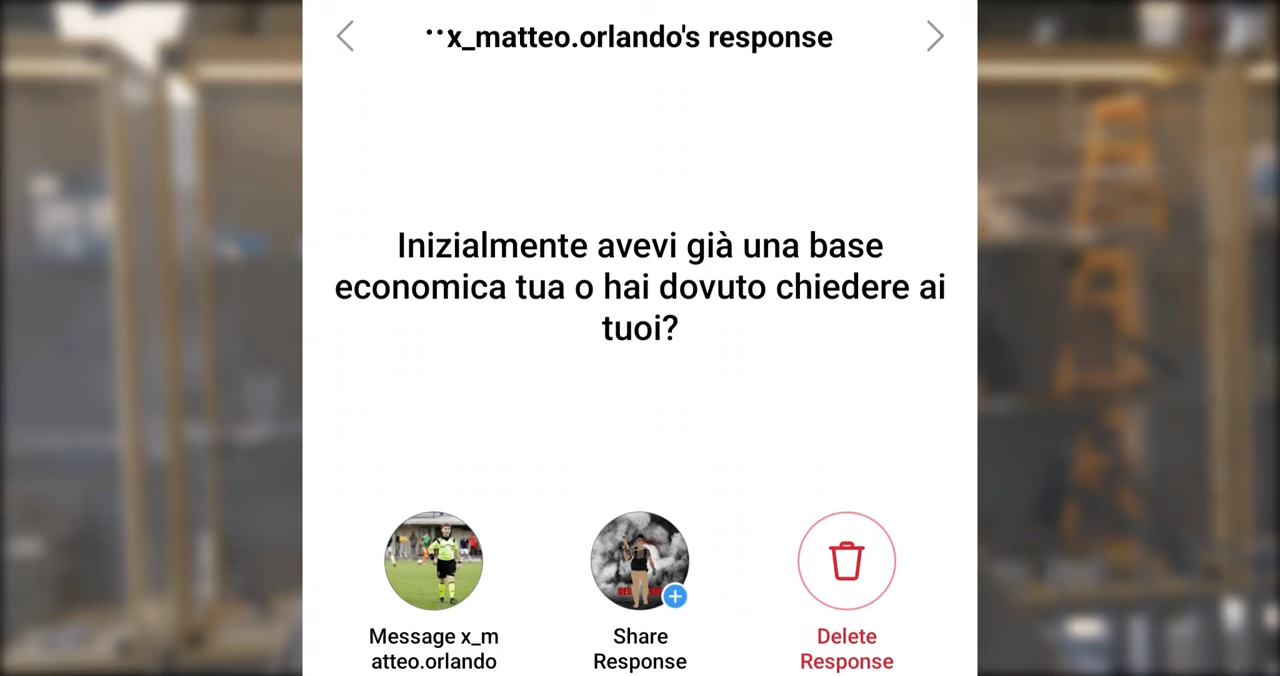 x_matteo.orlando's response
Inizialmente avevi già una base
economica tua o hai dovuto chiedere ai
tuoi?
Message x_m
atteo.orlando
Share
Response
Delete
Response